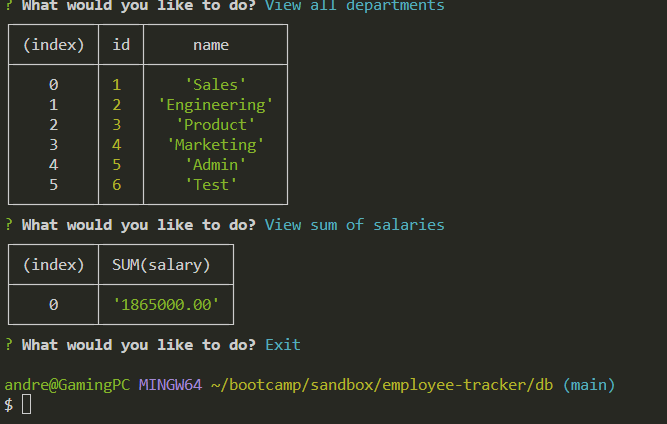 ? What would you like to do? View all departments
(index) id name
0 1 'Sales'
1 2 'Engineering'
2 3 'Product'
3 4 'Marketing'
4 5 'Admin'
5 6 'Test'
? What would you like to do? View sum of salaries
(index) SUM(salary)
0 '1865000.00'
? What would you like to do? Exit
andre@GamingPC MINGW64 ~/bootcamp/sandbox/employee-tracker/db (main)
$